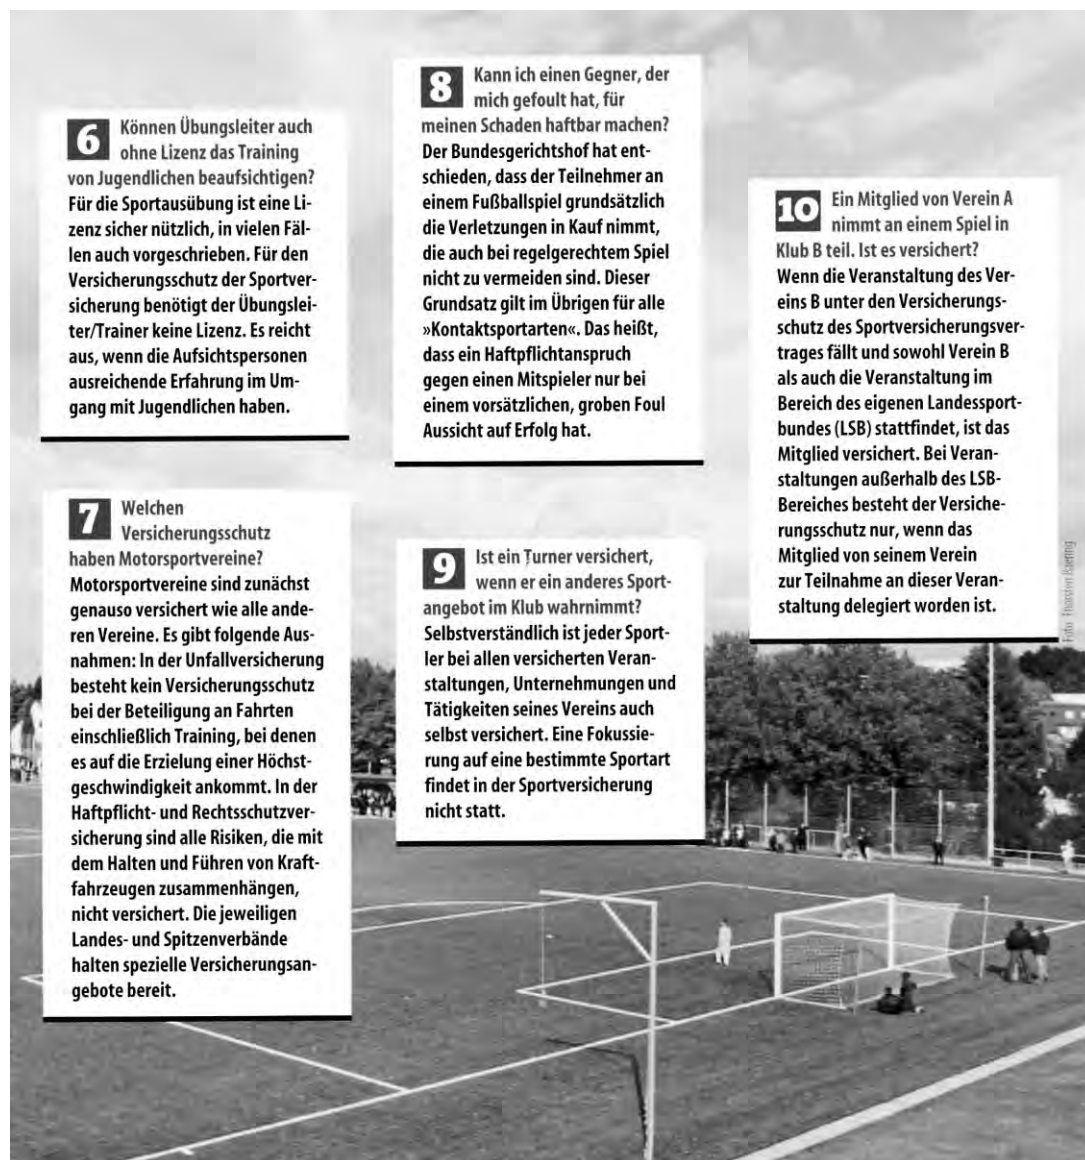 6 Können Übungsleiter auch
ohne Lizenz das Training
von Jugendlichen beaufsichtigen?
Für die Sportausübung ist eine Li-
zenz sicher nützlich, in vielen Fäl-
len auch vorgeschrieben. Für den
Versicherungsschutz der Sportver-
sicherung benötigt der Übungslei-
ter/Trainer keine Lizenz. Es reicht
aus, wenn die Aufsichtspersonen
ausreichende Erfahrung im Um-
gang mit Jugendlichen haben.
7 Welchen
Versicherungsschutz
haben Motorsportvereine?
Motorsportvereine sind zunächst
genauso versichert wie alle ande-
ren Vereine. Es gibt folgende Aus-
nahmen: In der Unfallversicherung
besteht kein Versicherungsschutz
bei der Beteiligung an Fahrten
einschließlich Training, bei denen
es auf die Erzielung einer Höchst-
geschwindigkeit ankommt. In der
Haftpflicht- und Rechtsschutzver-
sicherung sind alle Risiken, die mit
dem Halten und Führen von Kraft-
fahrzeugen zusammenhängen,
nicht versichert. Die jeweiligen
Landes- und Spitzenverbände
halten spezielle Versicherungsan-
gebote bereit.
8 Kann ich einen Gegner, der
mich gefoult hat, für
meinen Schaden haftbar machen?
Der Bundesgerichtshof hat ent-
schieden, dass der Teilnehmer an
einem Fußballspiel grundsätzlich
die Verletzungen in Kauf nimmt,
die auch bei regelgerechtem Spiel
nicht zu vermeiden sind. Dieser
Grundsatz gilt im Übrigen für alle
»Kontaktsportarten«. Das heißt,
dass ein Haftpflichtanspruch
gegen einen Mitspieler nur bei
einem vorsätzlichen, groben Foul
Aussicht auf Erfolg hat.
9 Ist ein Turner versichert,
wenn er ein anderes Sport-
angebot im Klub wahrnimmt?
Selbstverständlich ist jeder Sport-
ler bei allen versicherten Veran-
staltungen, Unternehmungen und
Tätigkeiten seines Vereins auch
selbst versichert. Eine Fokussie-
rung auf eine bestimmte Sportart
findet in der Sportversicherung
nicht statt.
10 Ein Mitglied von Verein A
nimmt an einem Spiel in
Klub B teil. Ist es versichert?
Wenn die Veranstaltung des Ver-
eins B unter den Versicherungs-
schutz des Sportversicherungsver-
trages fällt und sowohl Verein B
als auch die Veranstaltung im
Bereich des eigenen Landessport-
bundes (LSB) stattfindet, ist das
Mitglied versichert. Bei Veran-
staltungen außerhalb des LSB-
Bereiches besteht der Versiche-
rungsschutz nur, wenn das
Mitglied von seinem Verein
zur Teilnahme an dieser Veran-
staltung delegiert worden ist.
Foto: Thorsten